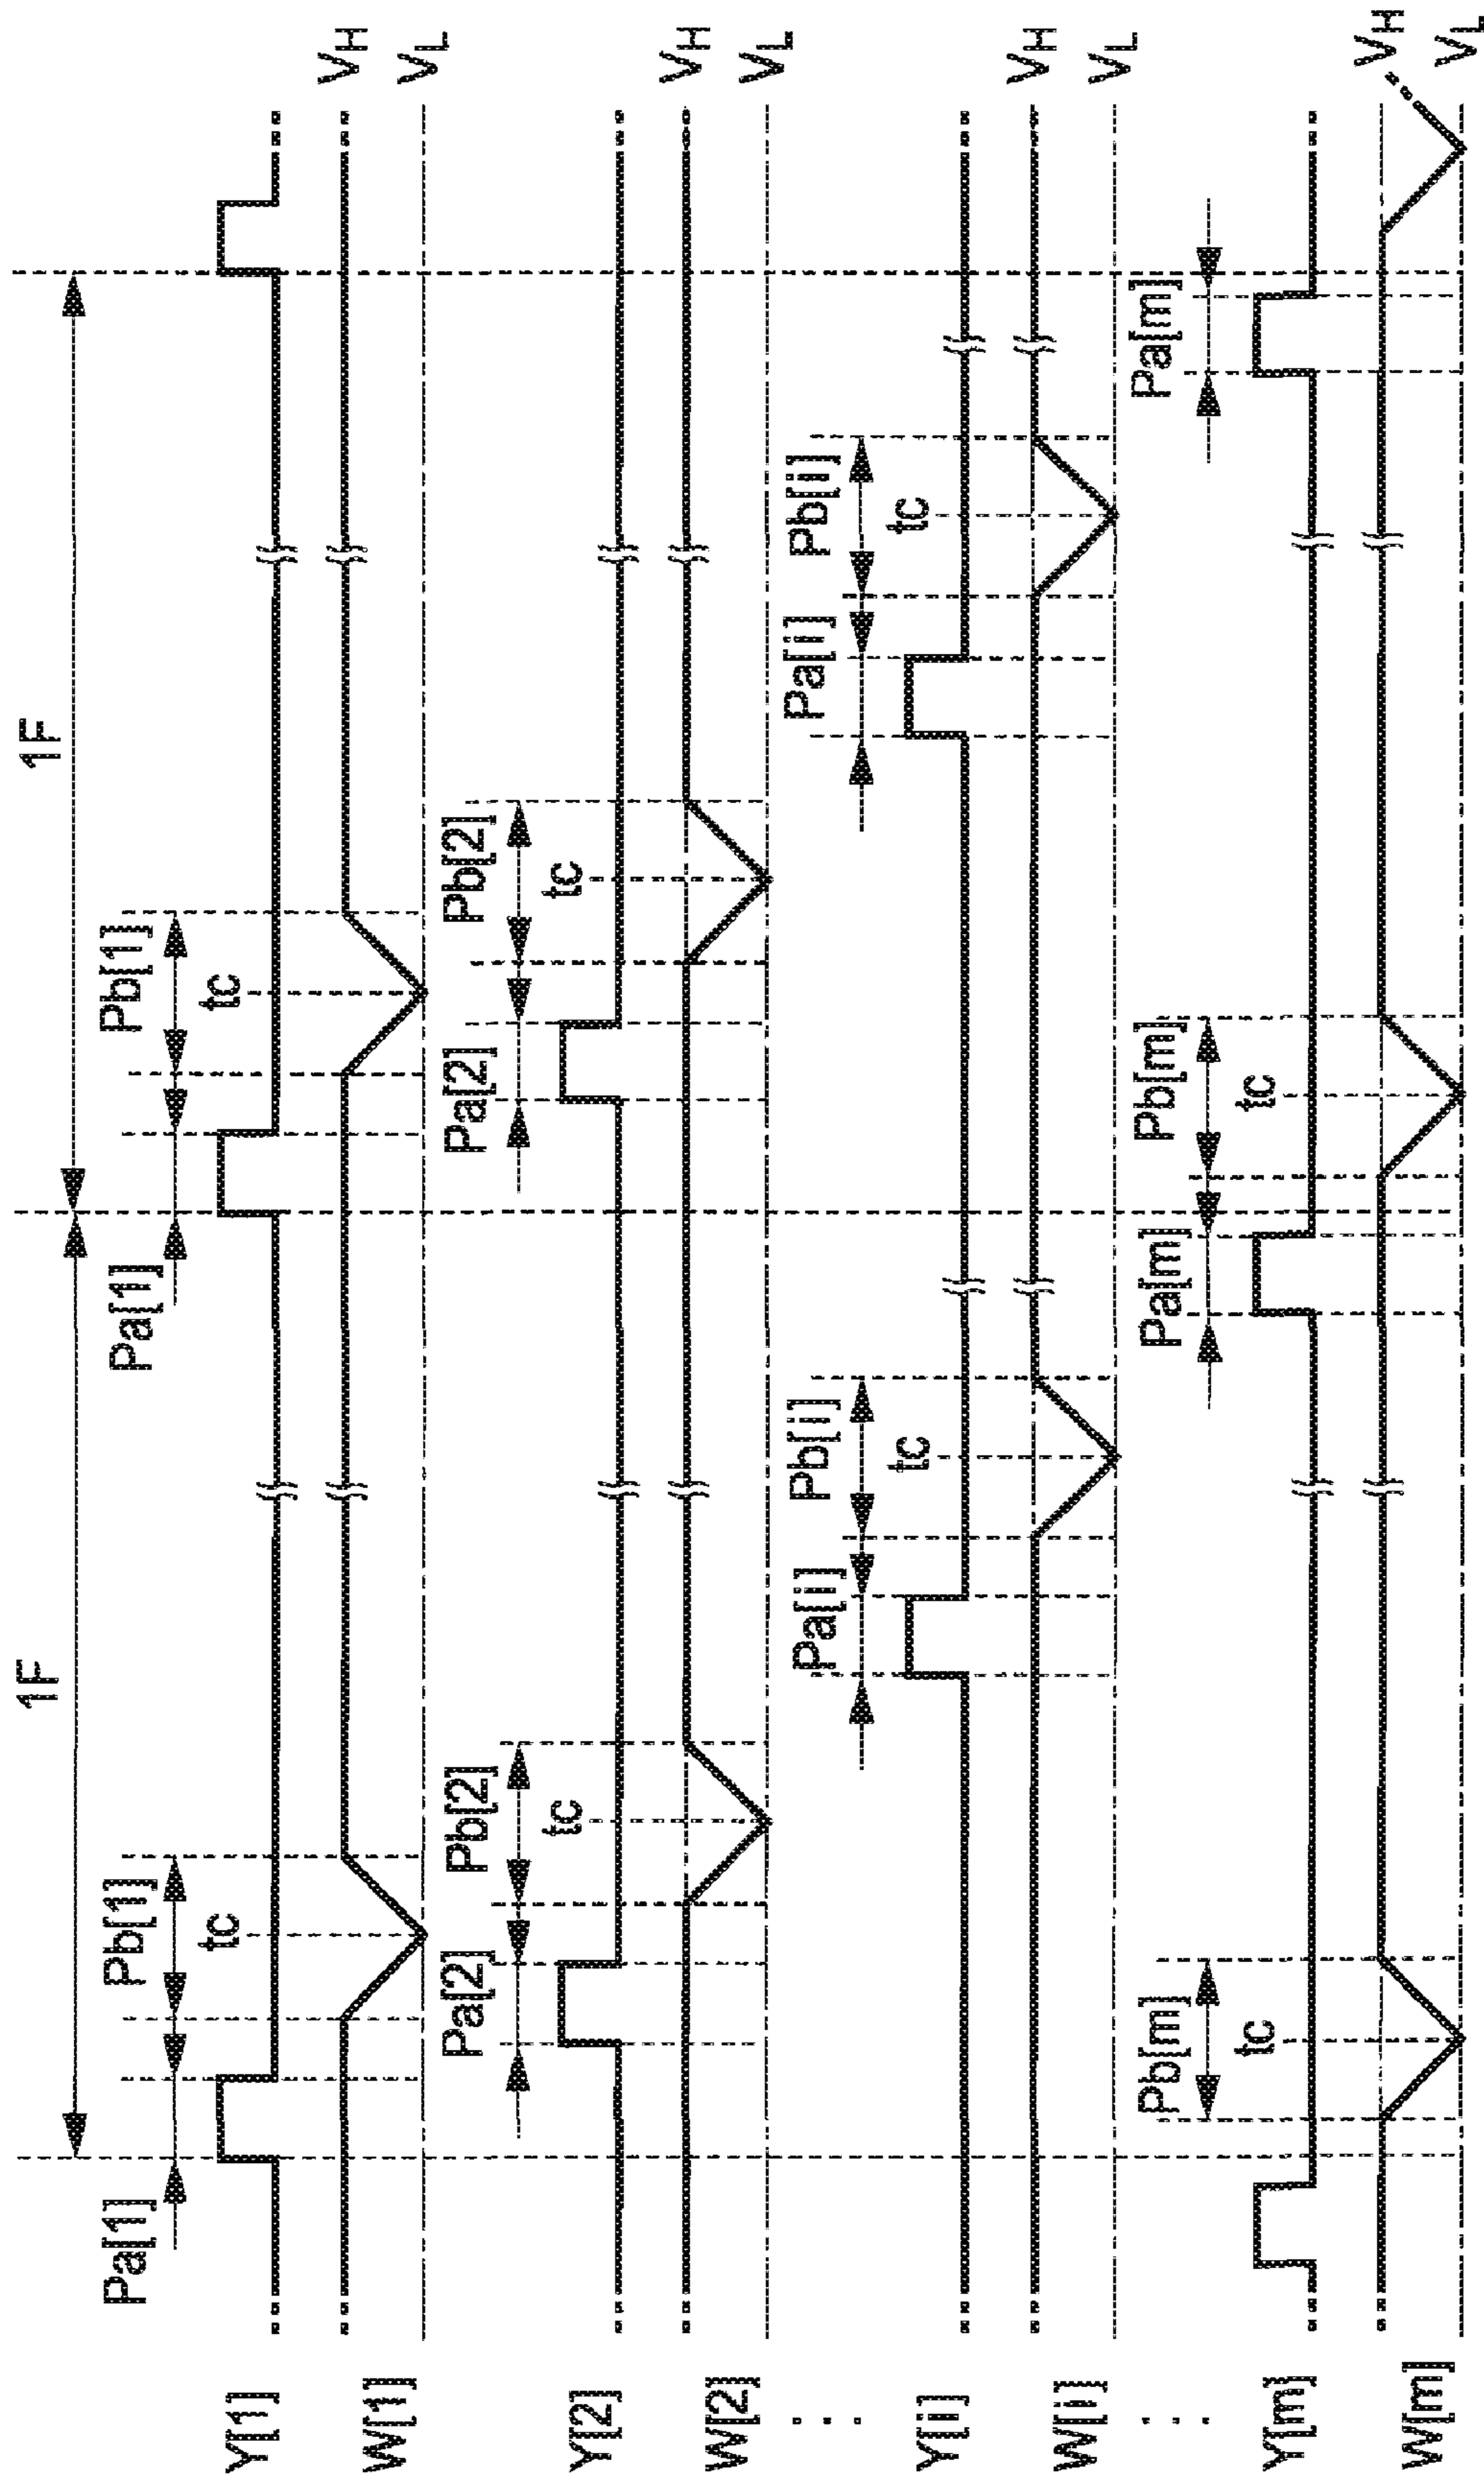 1F 1F
Pa[1] Pb[1] Pa[1] Pb[1]
tc tc
Y[1]
W[1] VH
VL
Pa[2] Pb[2] Pa[2] Pb[2]
tc tc
Y[2]
W[2] VH
VL
Pa[i] Pb[i] Pa[i] Pb[i]
tc tc
Y[i]
W[i] VH
VL
Pb[m] Pa[m] Pb[m] Pa[m]
tc tc
Y[m]
W[m] VH
VL